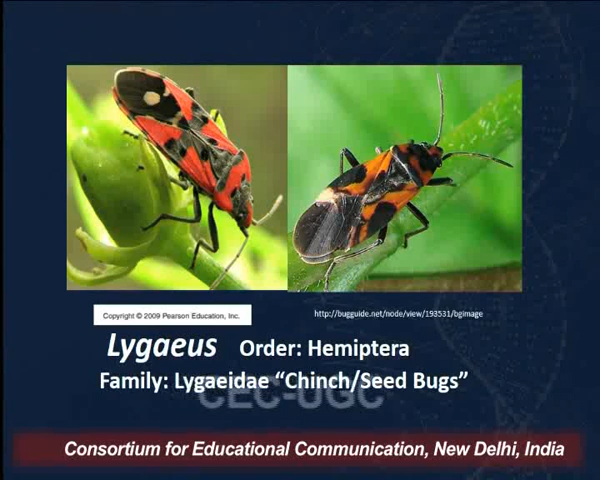 Copyright © 2009 Pearson Education, Inc.
http://bugguide.net/node/view/193531/bgimage
Lygaeus Order: Hemiptera
Family: Lygaeidae “Chinch/Seed Bugs”
CEC-UGC
Consortium for Educational Communication, New Delhi, India